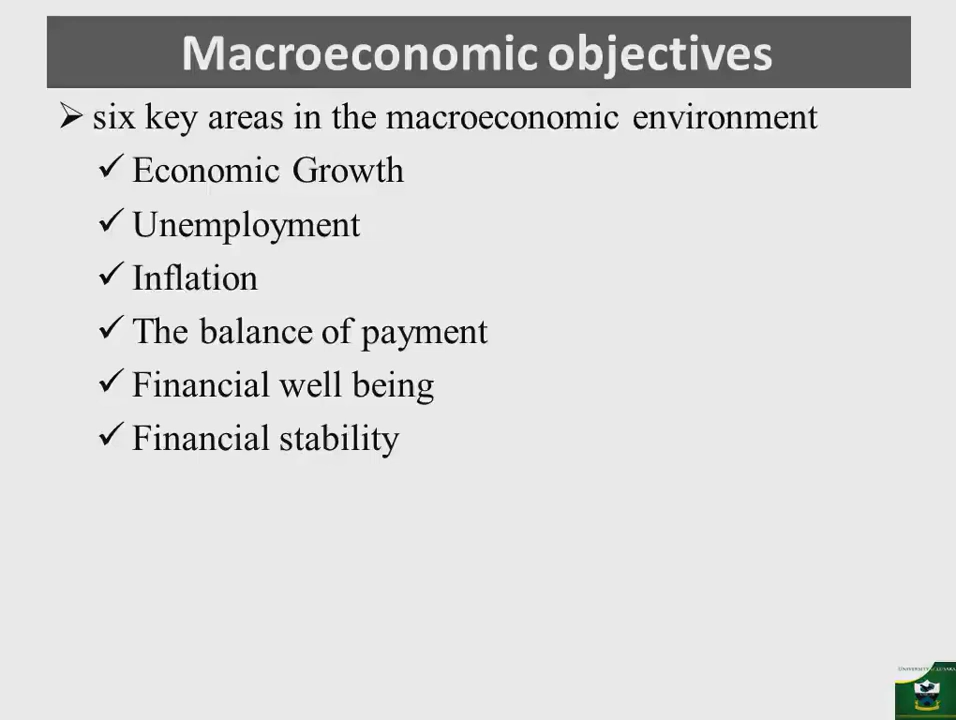 Macroeconomic objectives
six key areas in the macroeconomic environment
Economic Growth
Unemployment
Inflation
The balance of payment
Financial well being
Financial stability